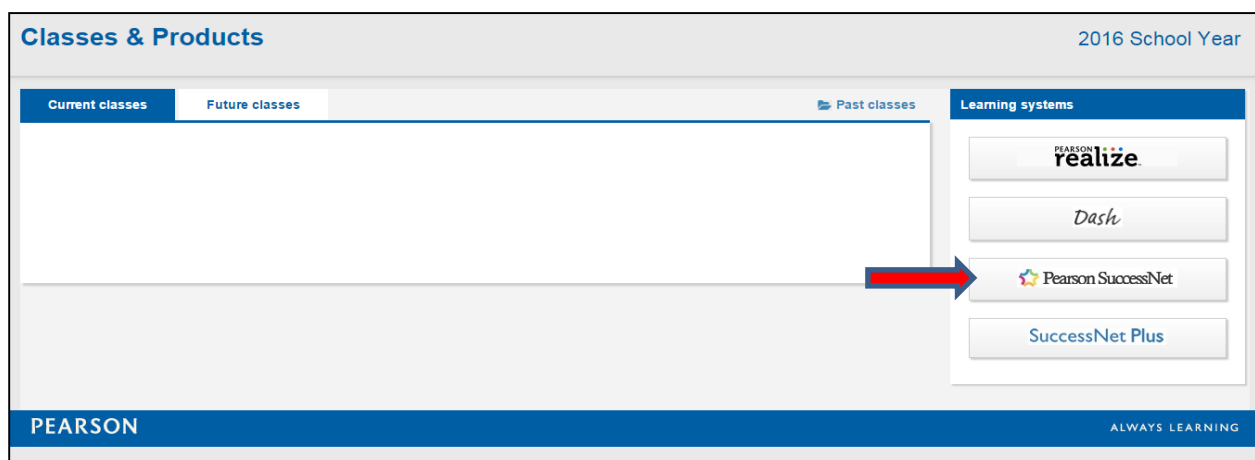 Classes & Products
2016 School Year
Current classes
Future classes
Past classes
Learning systems
PEARSON
realize™
Dash
Pearson SuccessNet
SuccessNet Plus
PEARSON
ALWAYS LEARNING